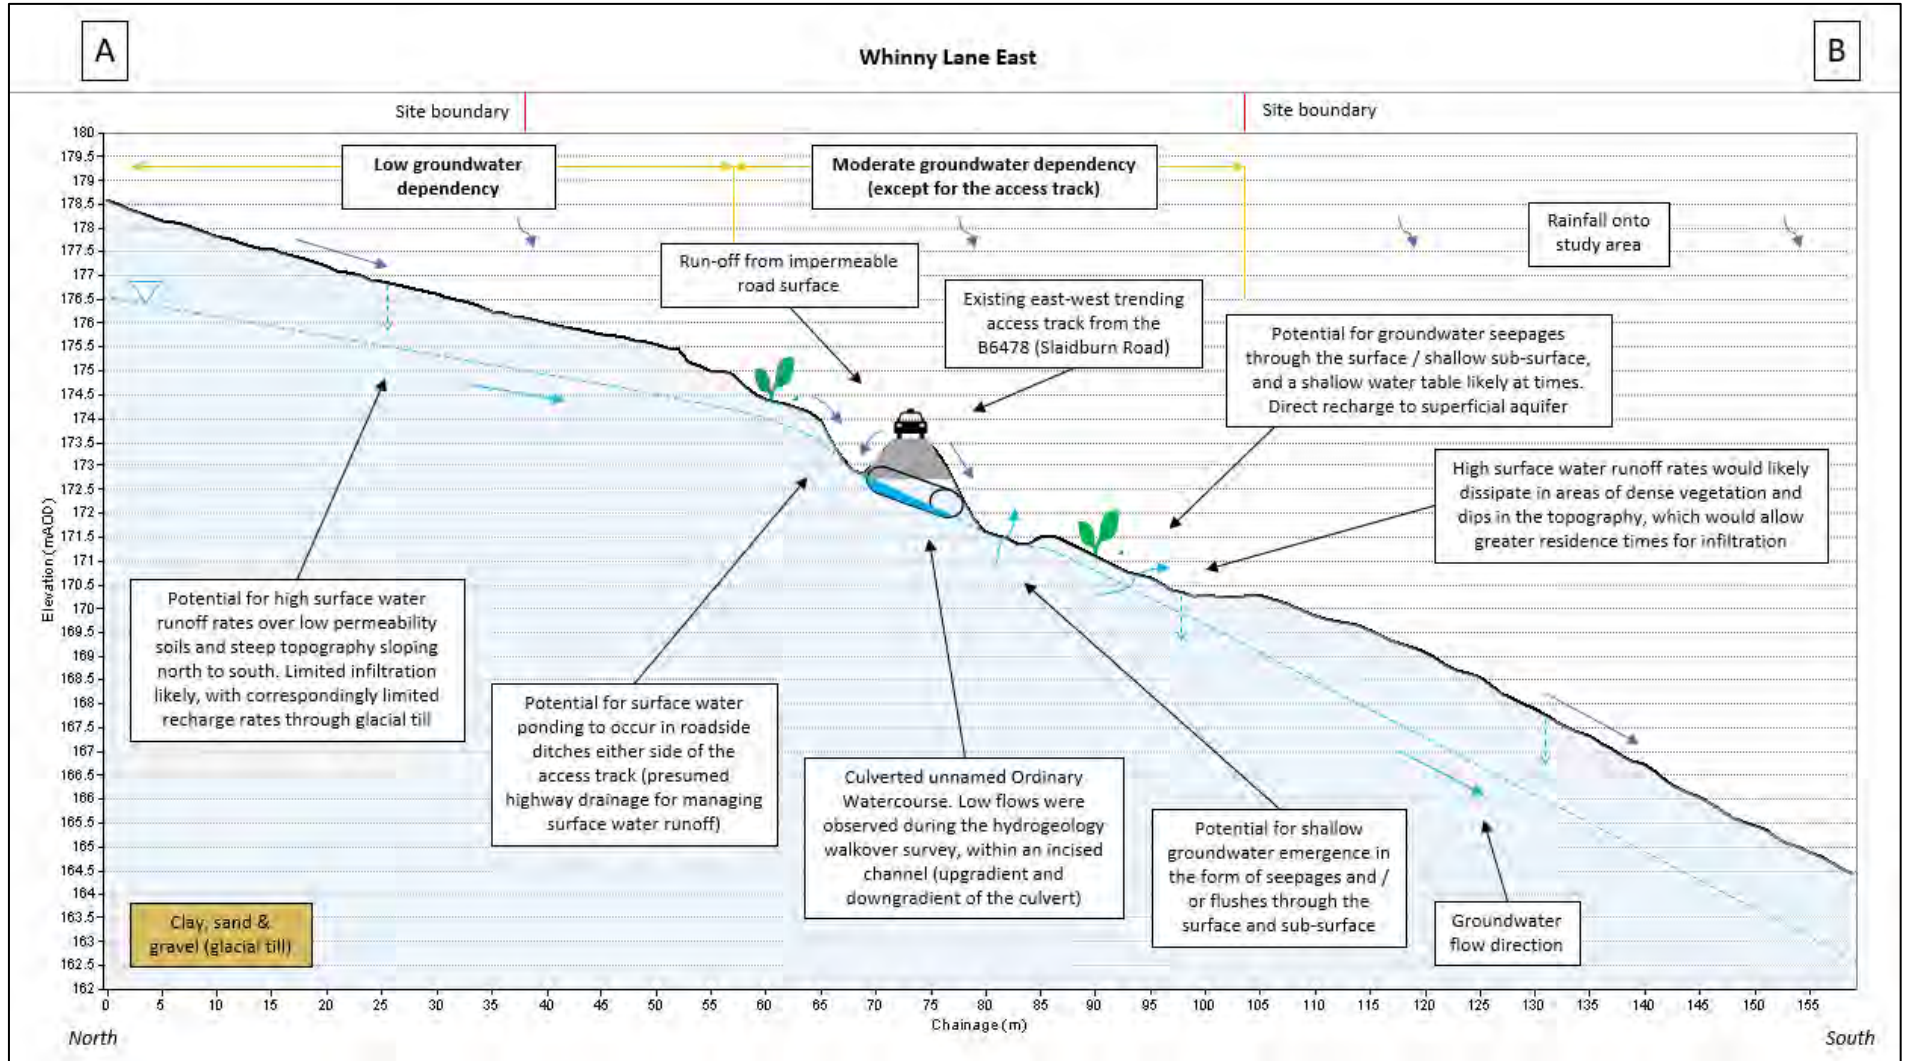 A
Whinny Lane East
B
Site boundary
Site boundary
Low groundwater
dependency
Moderate groundwater dependency
(except for the access track)
Rainfall onto
study area
Run-off from impermeable
road surface
Existing east-west trending
access track from the
B6478 (Slaidburn Road)
Potential for groundwater seepages
through the surface / shallow sub-surface,
and a shallow water table likely at times.
Direct recharge to superficial aquifer
High surface water runoff rates would likely
dissipate in areas of dense vegetation and
dips in the topography, which would allow
greater residence times for infiltration
Potential for high surface water
runoff rates over low permeability
soils and steep topography sloping
north to south. Limited infiltration
likely, with correspondingly limited
recharge rates through glacial till
Potential for surface water
ponding to occur in roadside
ditches either side of the
access track (presumed
highway drainage for managing
surface water runoff)
Culverted unnamed Ordinary
Watercourse. Low flows were
observed during the hydrogeology
walkover survey, within an incised
channel (upgradient and
downgradient of the culvert)
Potential for shallow
groundwater emergence in
the form of seepages and /
or flushes through the
surface and sub-surface
Groundwater
flow direction
Clay, sand &
gravel (glacial till)
Elevation (mAOD)
180
179.5
179
178.5
178
177.5
177
176.5
176
175.5
175
174.5
174
173.5
173
172.5
172
171.5
171
170.5
170
169.5
169
168.5
168
167.5
167
166.5
166
165.5
165
164.5
164
163.5
163
162.5
162
0 5 10 15 20 25 30 35 40 45 50 55 60 65 70 75 80 85 90 95 100 105 110 115 120 125 130 135 140 145 150 155
Chainage (m)
North
South